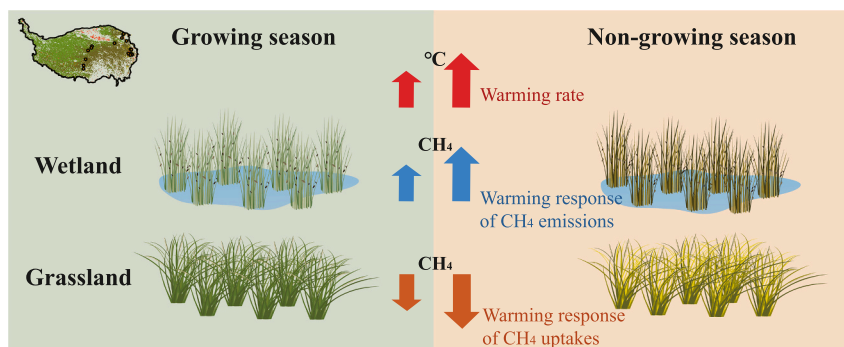 Growing season
Non-growing season
°C
Warming rate
Wetland
CH₄
Warming response
of CH₄ emissions
Grassland
CH₄
Warming response
of CH₄ uptakes